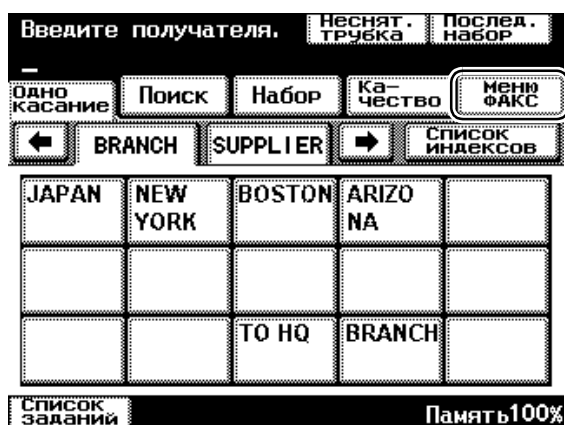 Введите получателя.
Неснят. трубка
Послед. набор
Одно касание
Поиск
Набор
Ка-чество
Меню ФАКС
BRANCH
SUPPLIER
Список индексов
JAPAN
NEW YORK
BOSTON
ARIZO NA
TO HQ
BRANCH
Список заданий
Память100%